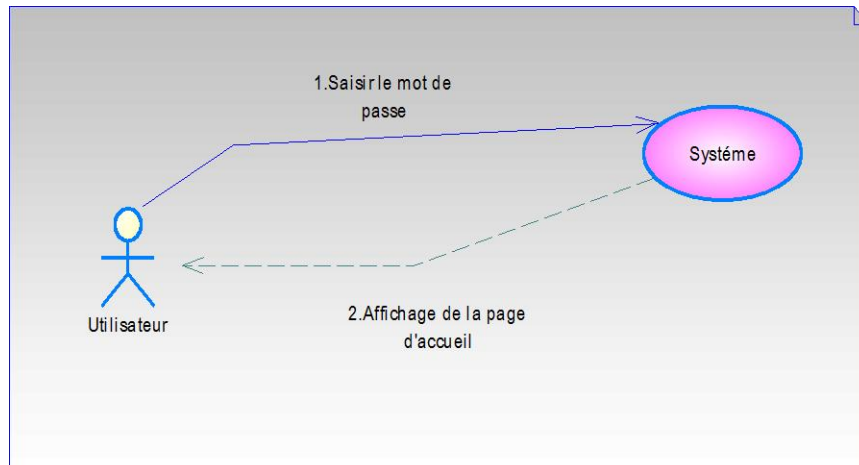 1.Saisir le mot de
passe
Systéme
Utilisateur
2.Affichage de la page
d'accueil